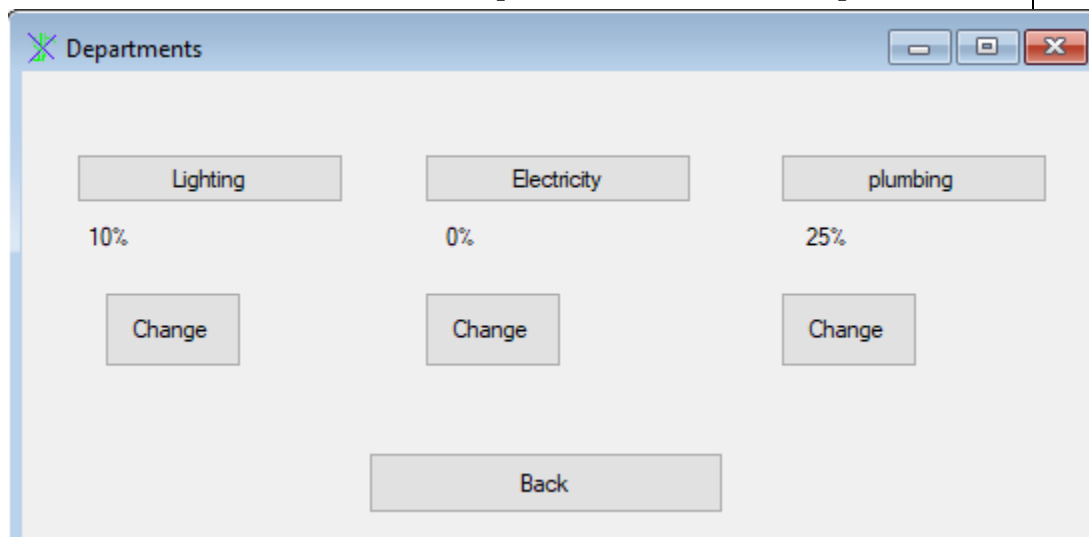 Departments
Lighting Electricity plumbing
10% 0% 25%
Change Change Change
Back